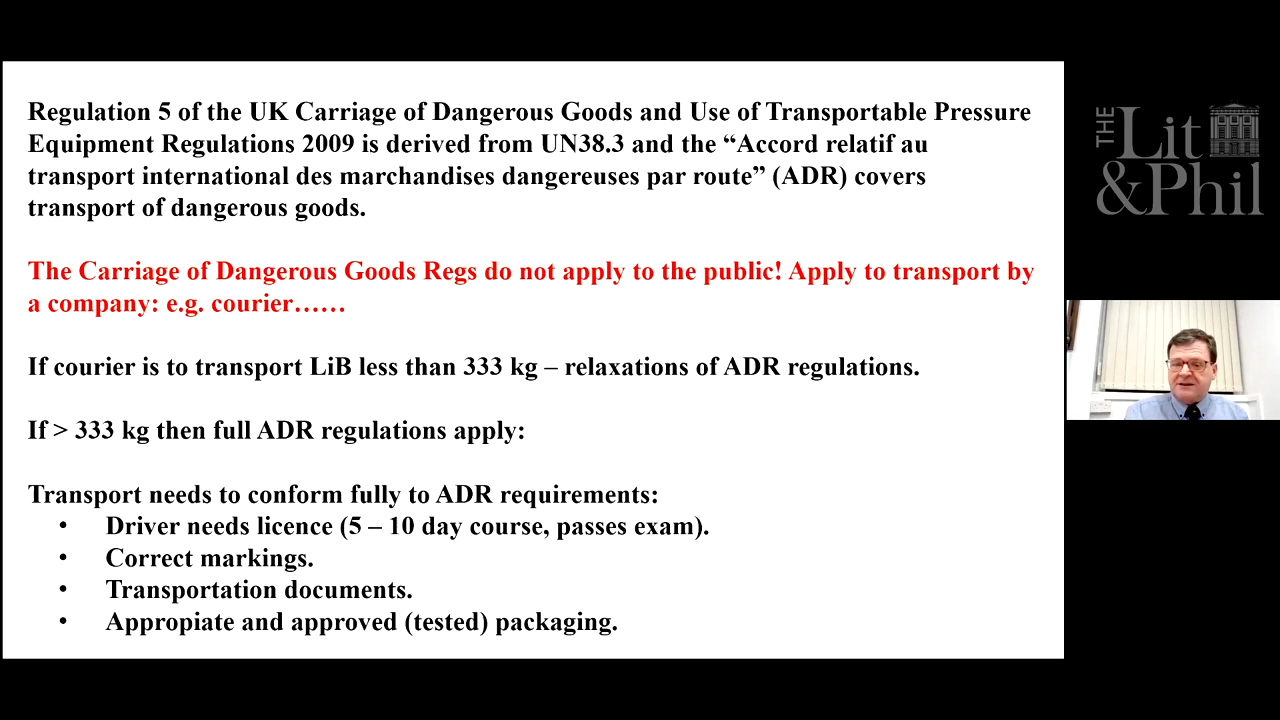 Regulation 5 of the UK Carriage of Dangerous Goods and Use of Transportable Pressure
Equipment Regulations 2009 is derived from UN38.3 and the “Accord relatif au
transport international des marchandises dangereuses par route” (ADR) covers
transport of dangerous goods.
The Carriage of Dangerous Goods Regs do not apply to the public! Apply to transport by
a company: e.g. courier……
If courier is to transport LiB less than 333 kg – relaxations of ADR regulations.
If > 333 kg then full ADR regulations apply:
Transport needs to conform fully to ADR requirements:
• Driver needs licence (5 – 10 day course, passes exam).
• Correct markings.
• Transportation documents.
• Appropiate and approved (tested) packaging.
THE Lit
&Phil